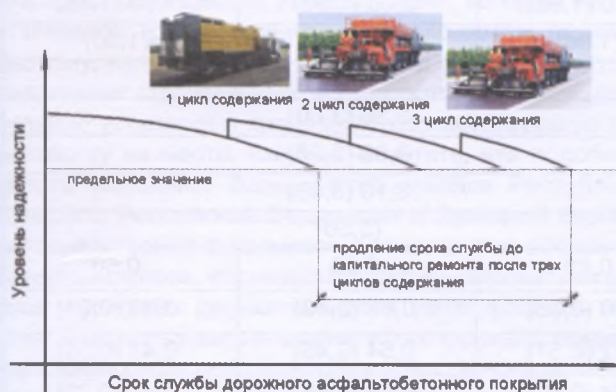 1 цикл содержания
2 цикл содержания
3 цикл содержания
Уровень надежности
предельное значение
продление срока службы до
капитального ремонта после трех
циклов содержания
Срок службы дорожного асфальтобетонного покрытия